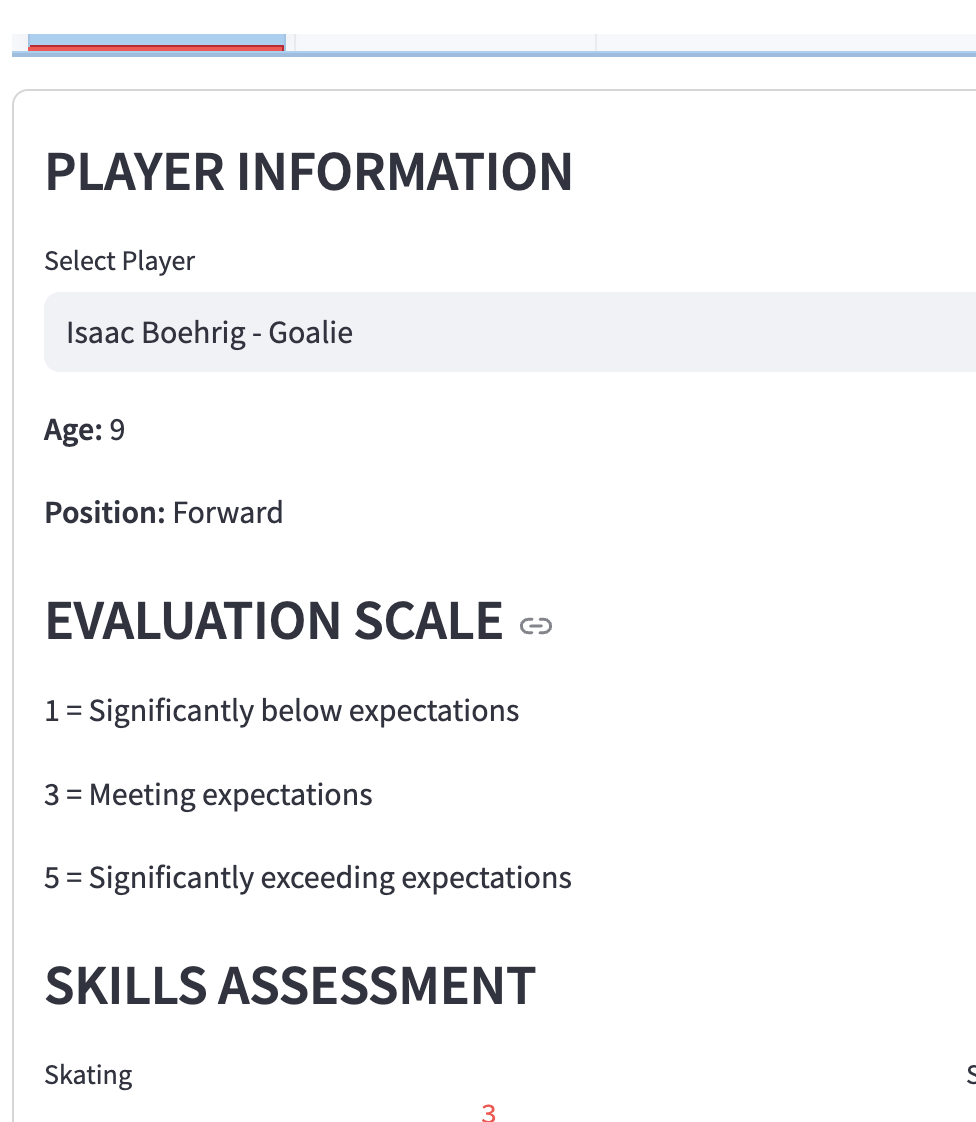 PLAYER INFORMATION
Select Player
Isaac Boehrig - Goalie
Age: 9
Position: Forward
EVALUATION SCALE
1 = Significantly below expectations
3 = Meeting expectations
5 = Significantly exceeding expectations
SKILLS ASSESSMENT
Skating
3